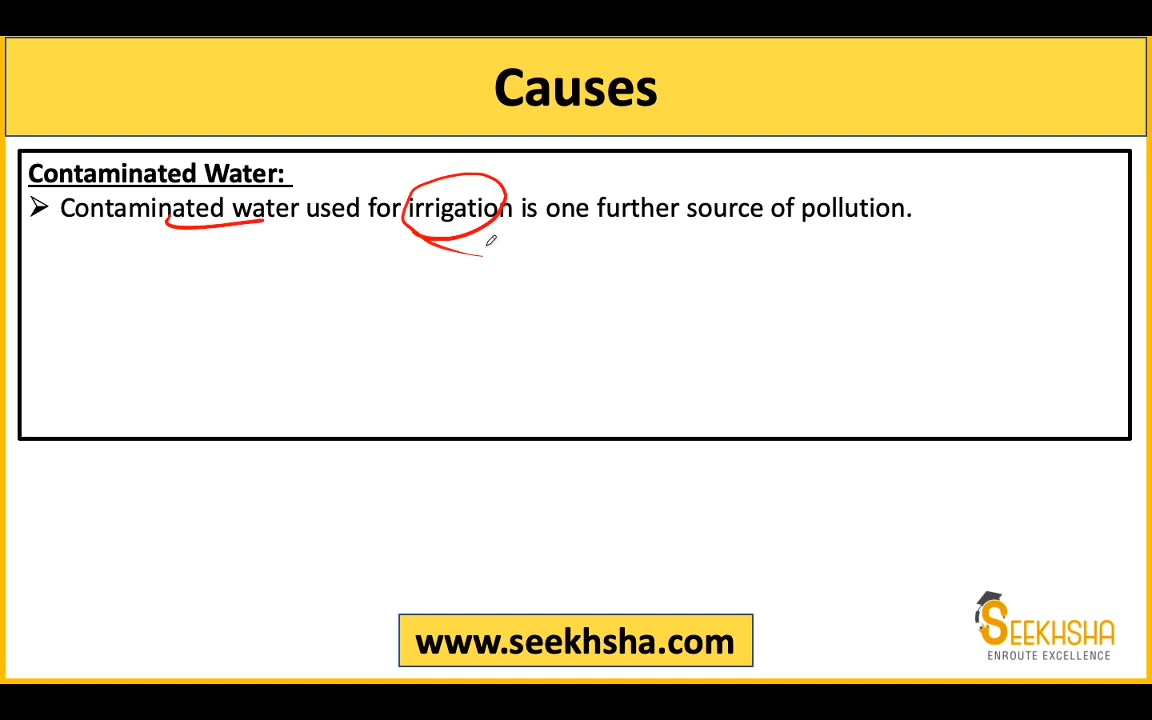 Causes
Contaminated Water:
➢ Contaminated water used for irrigation is one further source of pollution.
www.seekhsha.com
SEEKHSHA
ENROUTE EXCELLENCE